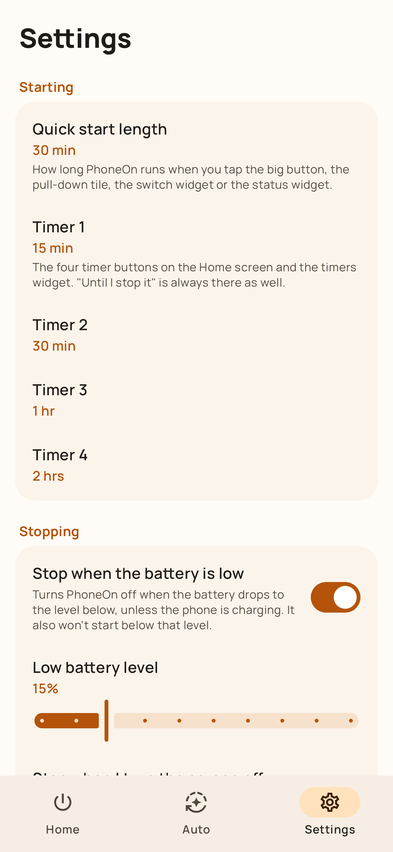 Settings
Starting
Quick start length
30 min
How long PhoneOn runs when you tap the big button, the
pull-down tile, the switch widget or the status widget.
Timer 1
15 min
The four timer buttons on the Home screen and the timers
widget. "Until I stop it" is always there as well.
Timer 2
30 min
Timer 3
1 hr
Timer 4
2 hrs
Stopping
Stop when the battery is low
Turns PhoneOn off when the battery drops to
the level below, unless the phone is charging. It
also won't start below that level.
Low battery level
15%
Home
Auto
Settings